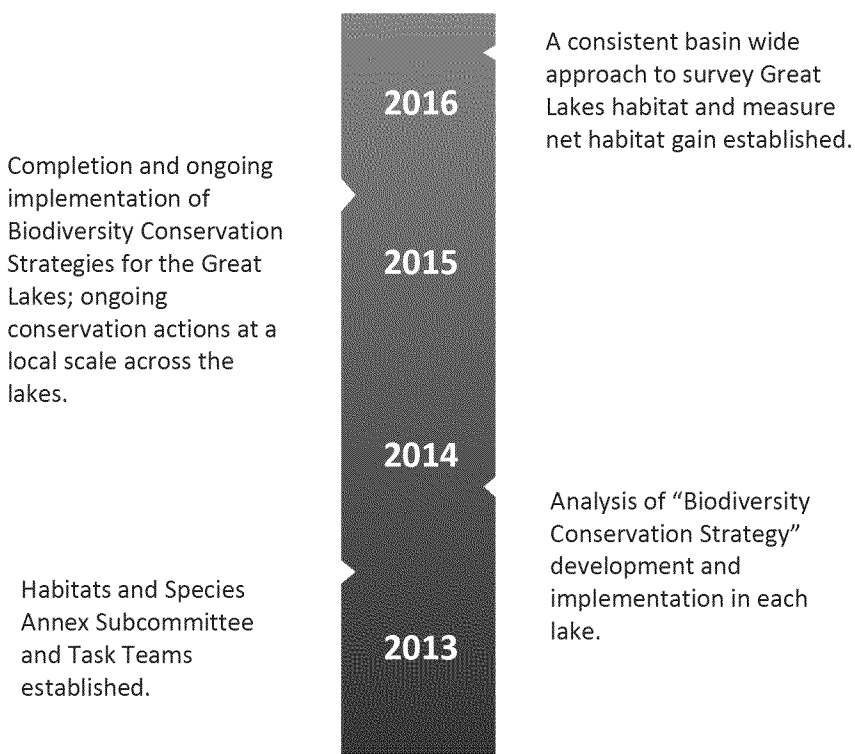 A consistent basin wide
approach to survey Great
Lakes habitat and measure
net habitat gain established.
2016
Completion and ongoing
implementation of
Biodiversity Conservation
Strategies for the Great
Lakes; ongoing
conservation actions at a
local scale across the
lakes.
2015
2014
Analysis of “Biodiversity
Conservation Strategy”
development and
implementation in each
lake.
Habitats and Species
Annex Subcommittee
and Task Teams
established.
2013